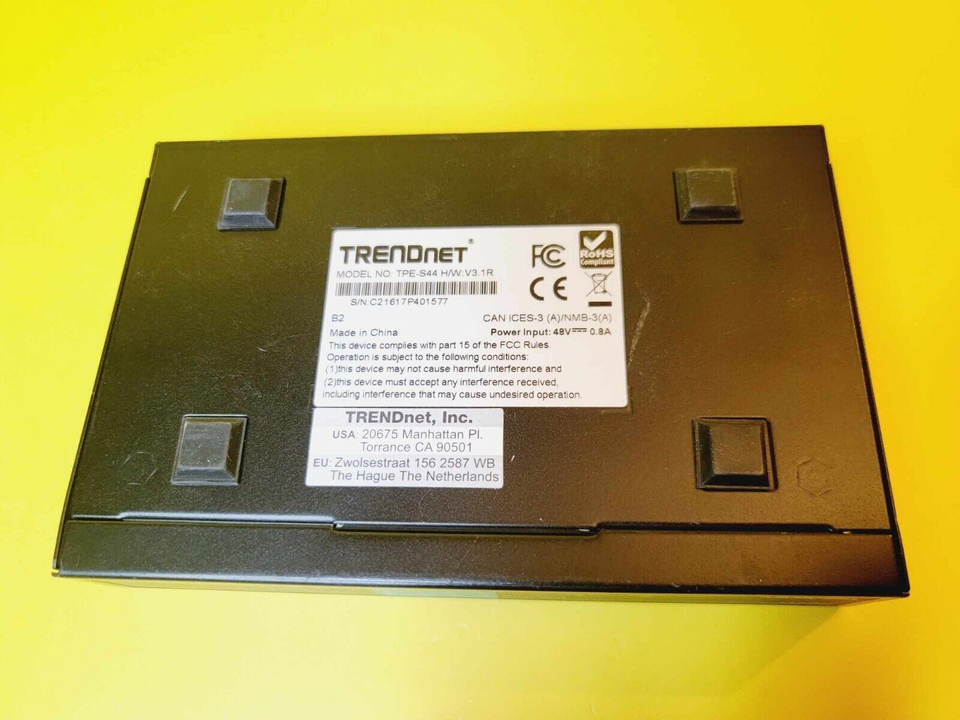 TRENDnet®
MODEL NO: TPE-S44 H/W:V3.1R
S/N:C21617P401577
FC
RoHS
Compliant
CE
B2
CAN ICES-3 (A)/NMB-3(A)
Made in China
Power Input: 48V⎓ 0.8A
This device complies with part 15 of the FCC Rules
Operation is subject to the following conditions:
(1)this device may not cause harmful interference and
(2)this device must accept any interference received,
including interference that may cause undesired operation.
TRENDnet, Inc.
USA: 20675 Manhattan Pl.
Torrance CA 90501
EU: Zwolsestraat 156 2587 WB
The Hague The Netherlands